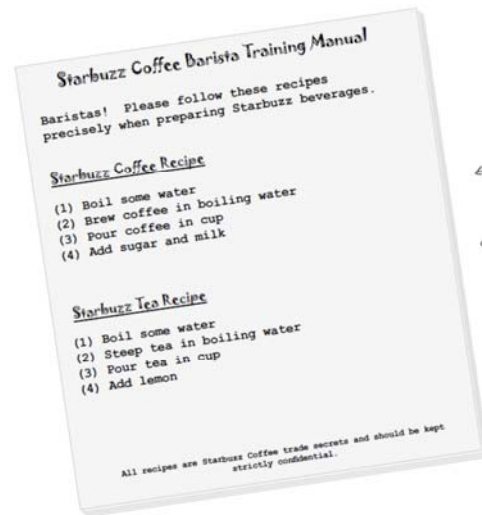 Starbuzz Coffee Barista Training Manual
Baristas! Please follow these recipes
precisely when preparing Starbuzz beverages.
Starbuzz Coffee Recipe
(1) Boil some water
(2) Brew coffee in boiling water
(3) Pour coffee in cup
(4) Add sugar and milk
Starbuzz Tea Recipe
(1) Boil some water
(2) Steep tea in boiling water
(3) Pour tea in cup
(4) Add lemon
All recipes are Starbuzz Coffee trade secrets and should be kept
strictly confidential.